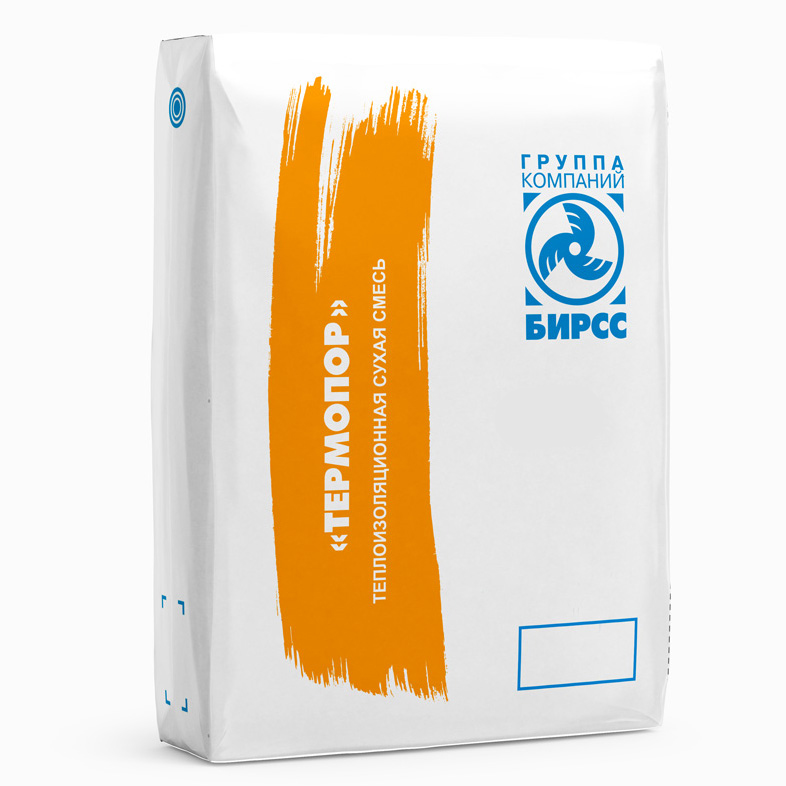 ГРУППА
КОМПАНИЙ
БИРСС
«ТЕРМОПОР»
ТЕПЛОИЗОЛЯЦИОННАЯ СУХАЯ СМЕСЬ